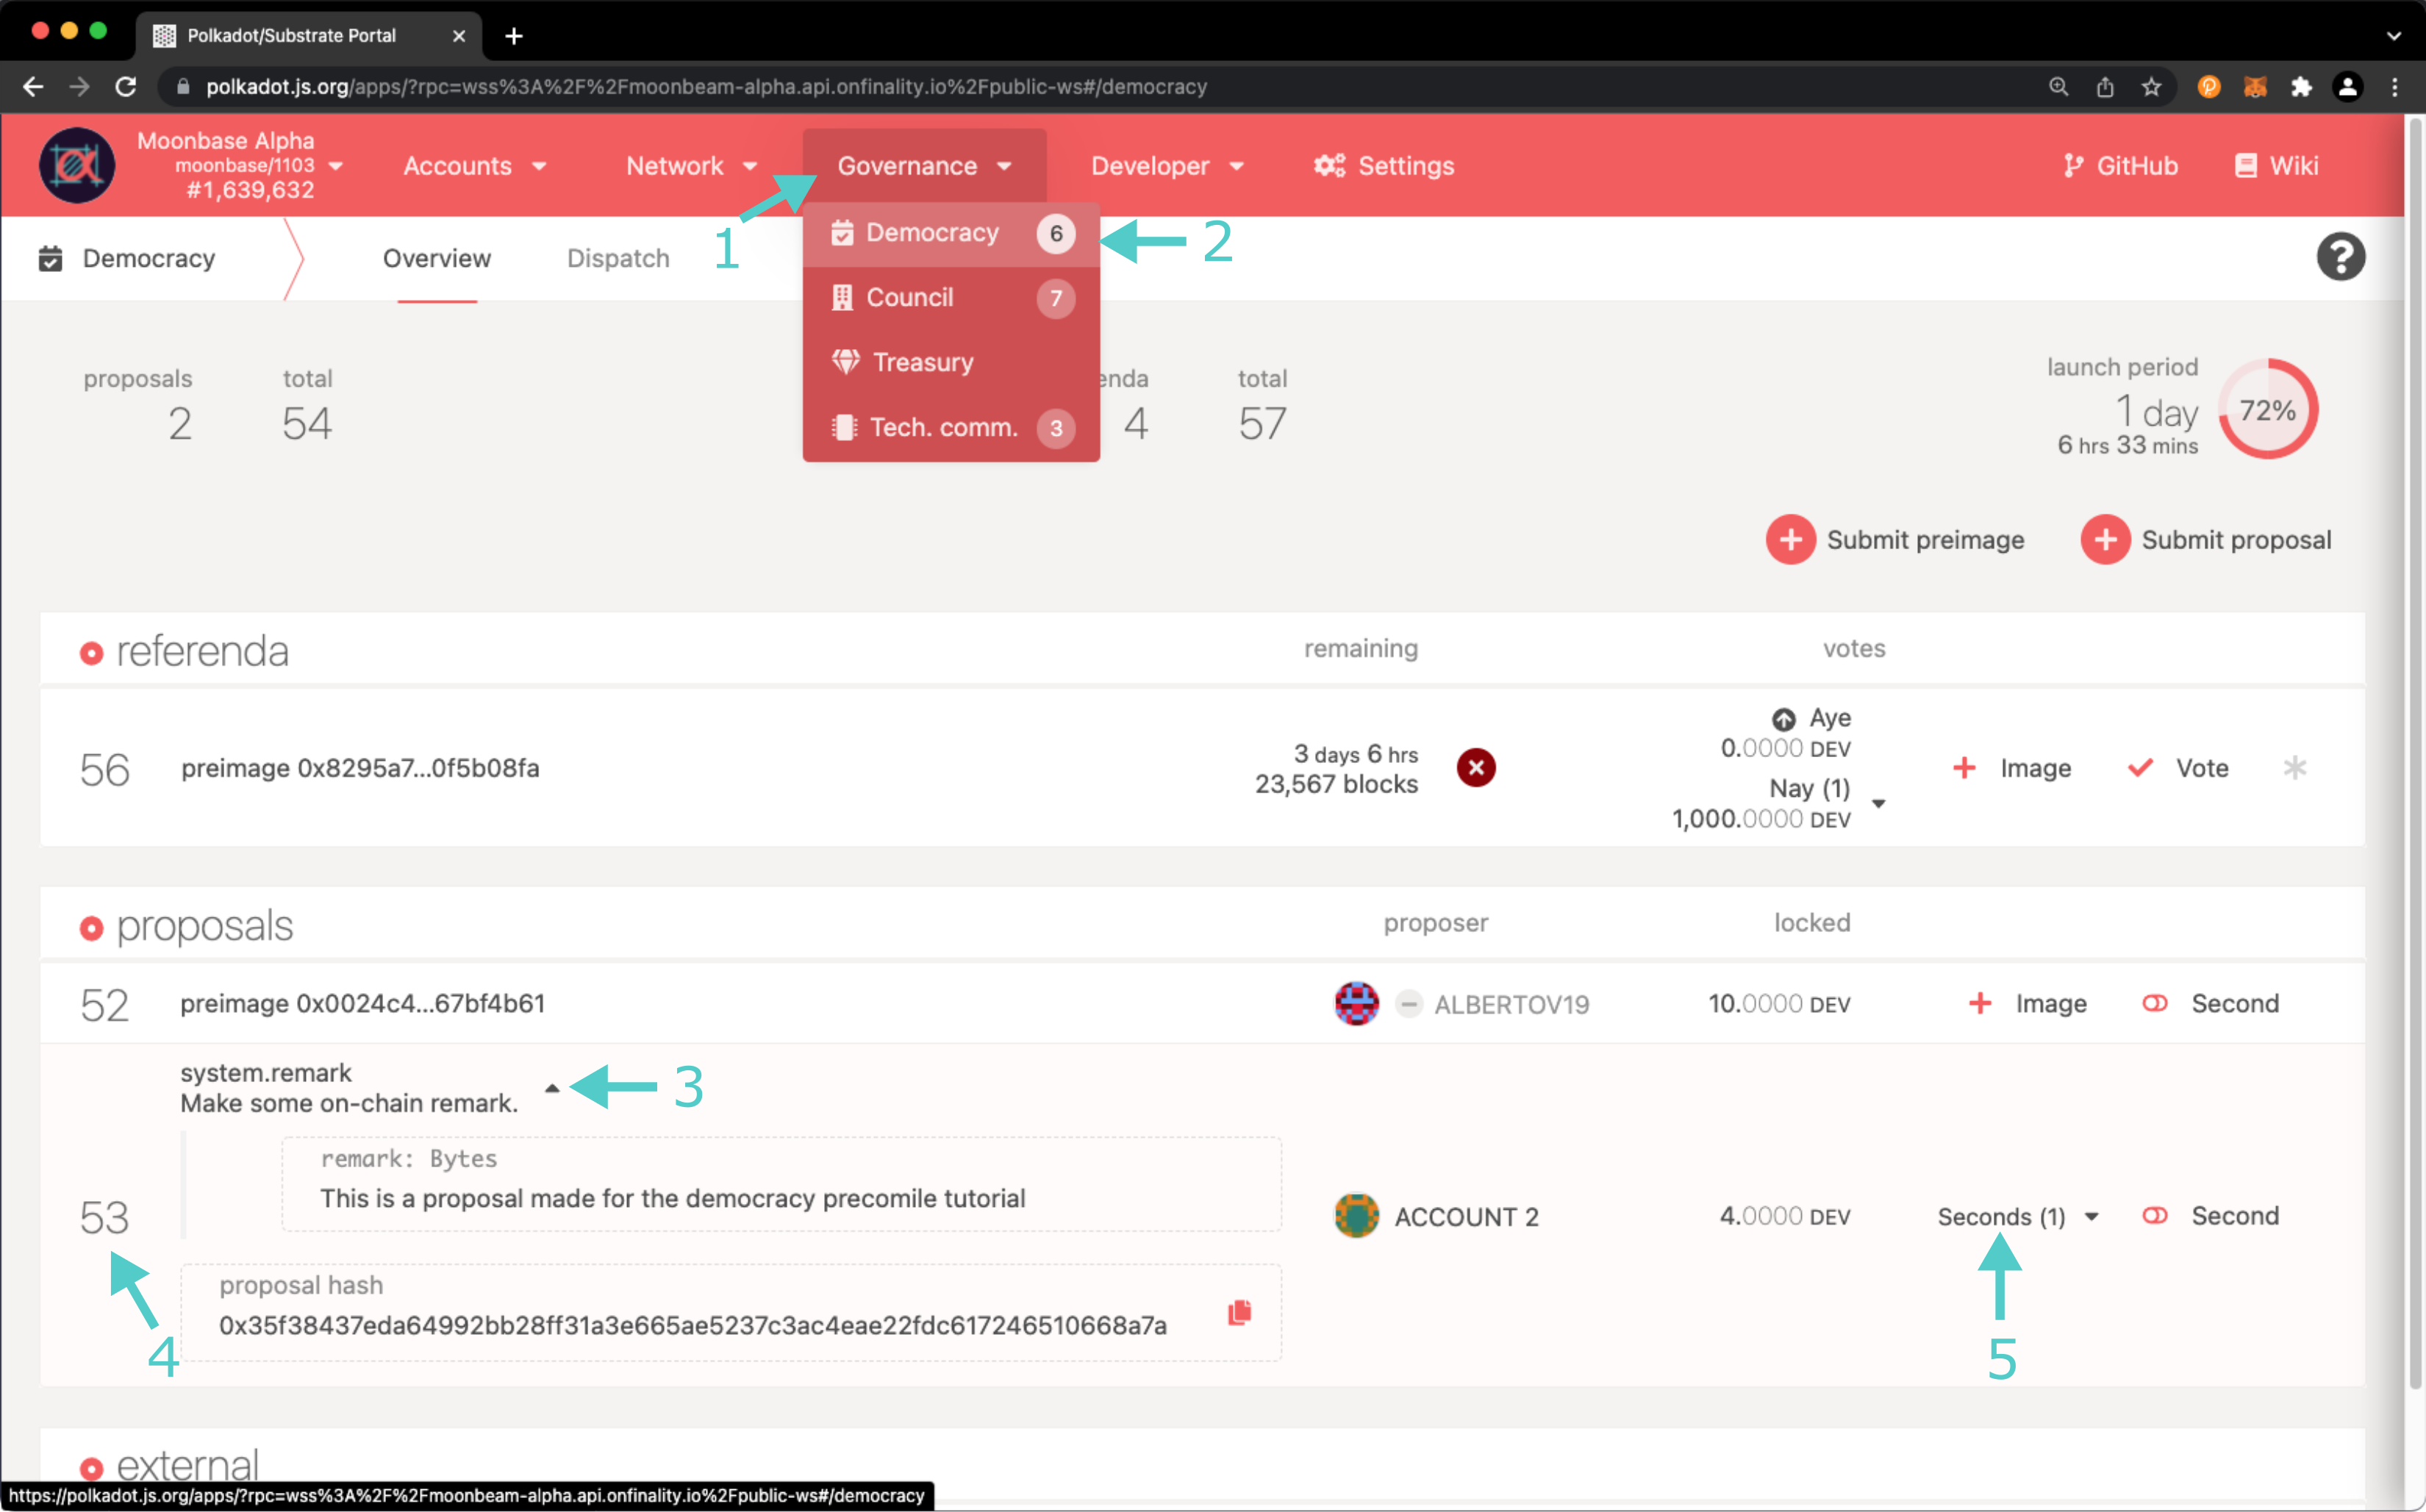 Polkadot/Substrate Portal
polkadot.js.org/apps/?rpc=wss%3A%2F%2Fmoonbeam-alpha.api.onfinality.io%2Fpublic-ws#/democracy
Moonbase Alpha
moonbase/1103
#1,639,632
Accounts
Network
Governance
Developer
Settings
GitHub
Wiki
1
Democracy 6
2
Council 7
Treasury
Tech. comm. 3
Democracy
Overview
Dispatch
proposals
2
total
54
enda
4
total
57
launch period
1 day
6 hrs 33 mins
72%
Submit preimage
Submit proposal
referenda remaining votes
56 preimage 0x8295a7...0f5b08fa
3 days 6 hrs
23,567 blocks
Aye
0.0000 DEV
Nay (1)
1,000.0000 DEV
Image
Vote
proposals proposer locked
52 preimage 0x0024c4...67bf4b61 ALBERTOV19 10.0000 DEV Image Second
system.remark
Make some on-chain remark.
3
remark: Bytes
This is a proposal made for the democracy precomile tutorial
53
ACCOUNT 2 4.0000 DEV Seconds (1) Second
proposal hash
0x35f38437eda64992bb28ff31a3e665ae5237c3ac4eae22fdc617246510668a7a
4
5
external
https://polkadot.js.org/apps/?rpc=wss%3A%2F%2Fmoonbeam-alpha.api.onfinality.io%2Fpublic-ws#/democracy